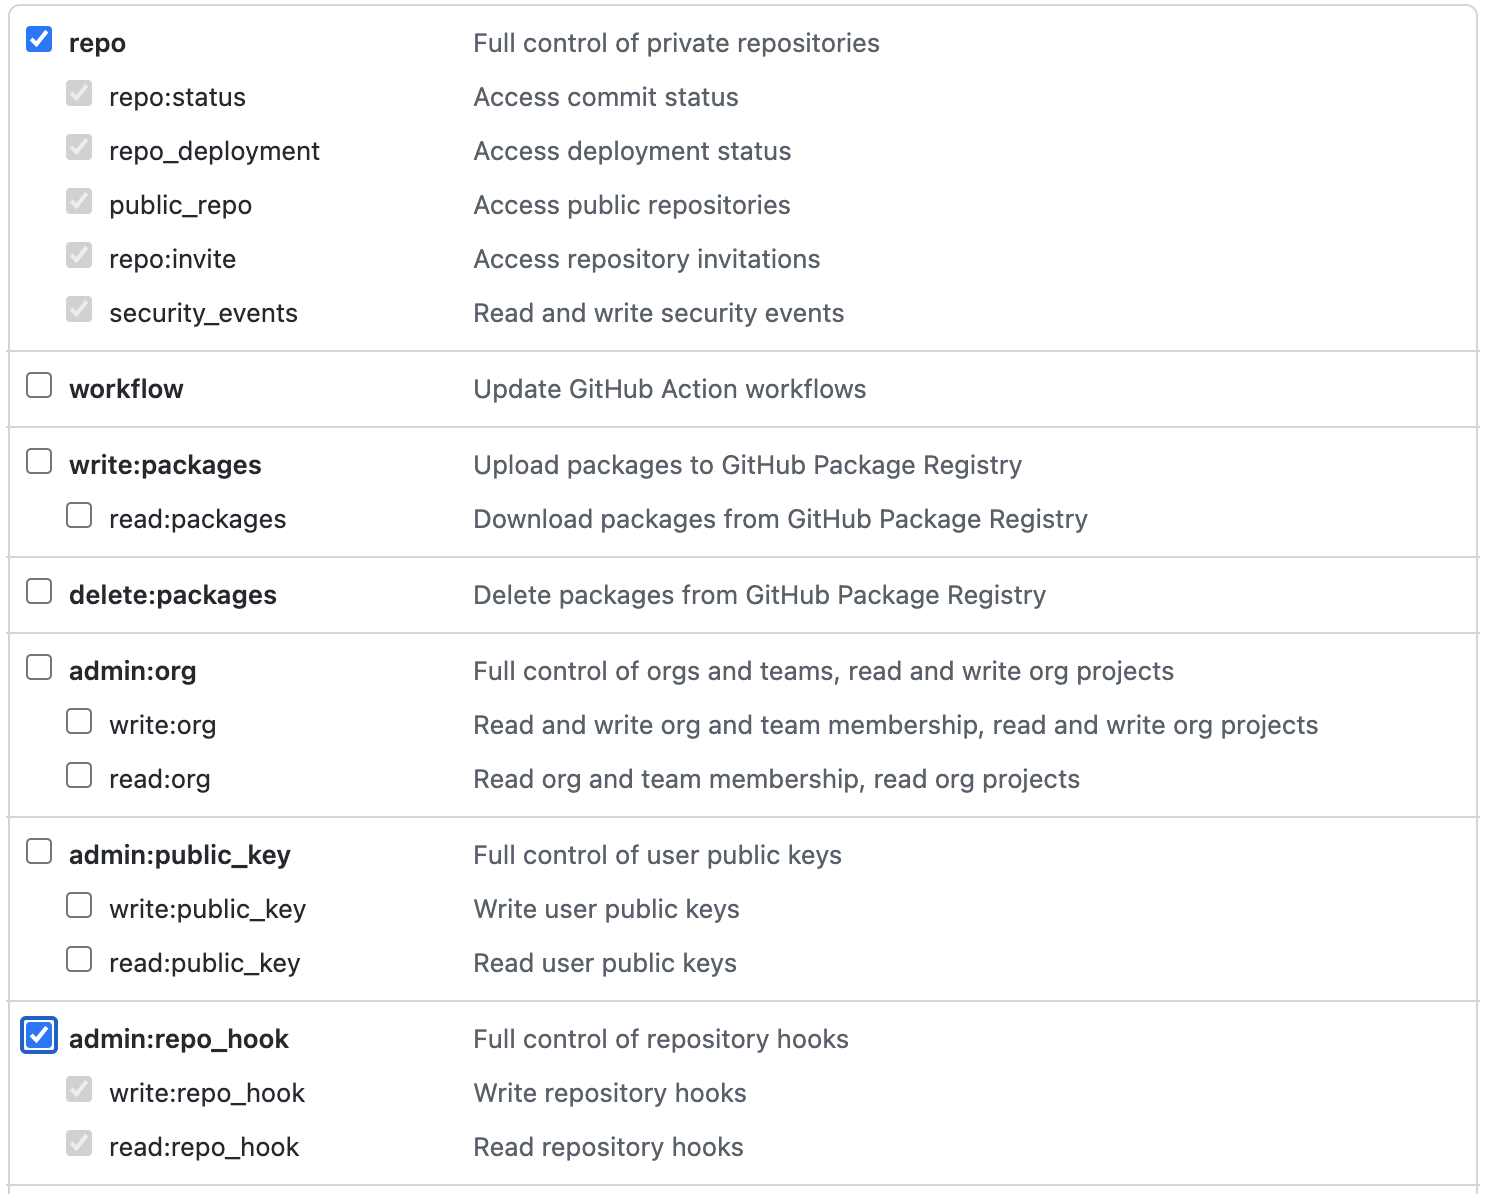 repo Full control of private repositories
repo:status Access commit status
repo_deployment Access deployment status
public_repo Access public repositories
repo:invite Access repository invitations
security_events Read and write security events
workflow Update GitHub Action workflows
write:packages Upload packages to GitHub Package Registry
read:packages Download packages from GitHub Package Registry
delete:packages Delete packages from GitHub Package Registry
admin:org Full control of orgs and teams, read and write org projects
write:org Read and write org and team membership, read and write org projects
read:org Read org and team membership, read org projects
admin:public_key Full control of user public keys
write:public_key Write user public keys
read:public_key Read user public keys
admin:repo_hook Full control of repository hooks
write:repo_hook Write repository hooks
read:repo_hook Read repository hooks